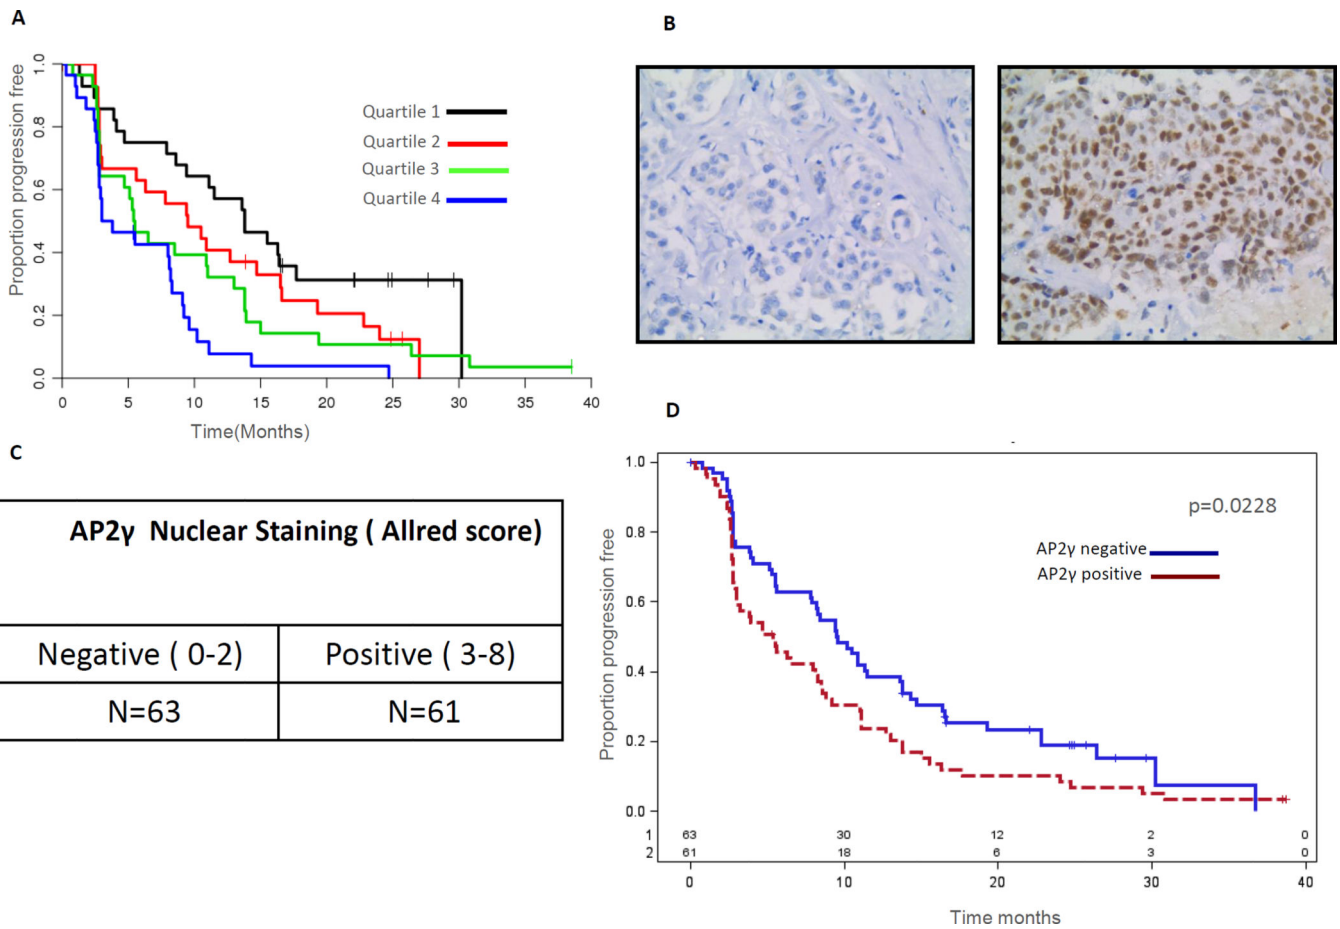 A
Proportion progression free
1.0
0.8
0.6
0.4
0.2
0.0
Quartile 1
Quartile 2
Quartile 3
Quartile 4
0 5 10 15 20 25 30 35 40
Time(Months)
B
C
AP2γ Nuclear Staining ( Allred score)
Negative ( 0-2) Positive ( 3-8)
N=63 N=61
D
Proportion progression free
1.0
0.8
0.6
0.4
0.2
0.0
p=0.0228
AP2γ negative
AP2γ positive
1 63 30 12 2 0
2 61 18 6 3 0
0 10 20 30 40
Time months